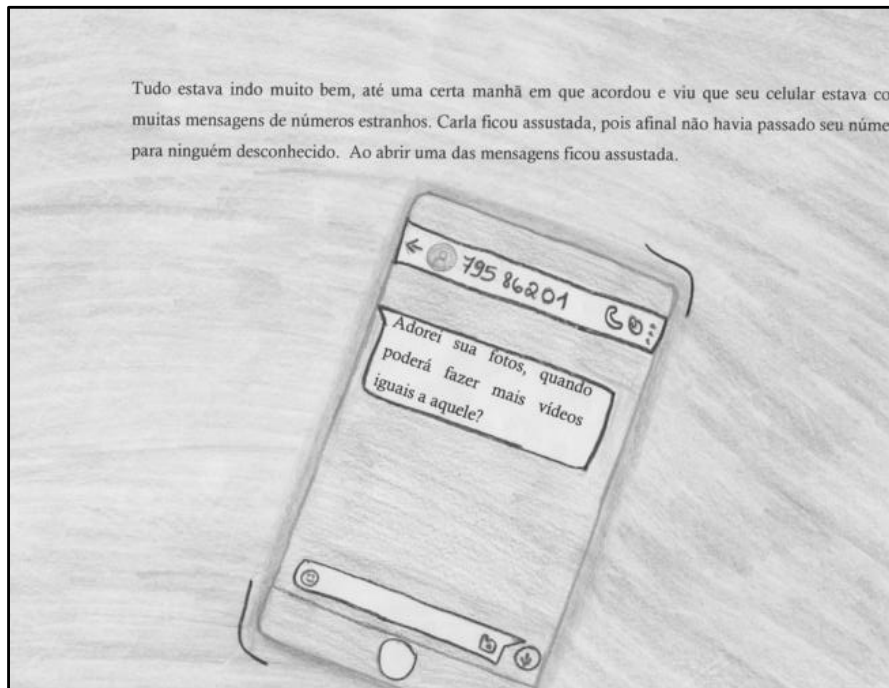 Tudo estava indo muito bem, até uma certa manhã em que acordou e viu que seu celular estava co
muitas mensagens de números estranhos. Carla ficou assustada, pois afinal não havia passado seu núme
para ninguém desconhecido. Ao abrir uma das mensagens ficou assustada.
79586201
Adorei sua fotos, quando
poderá fazer mais vídeos
iguais a aquele?